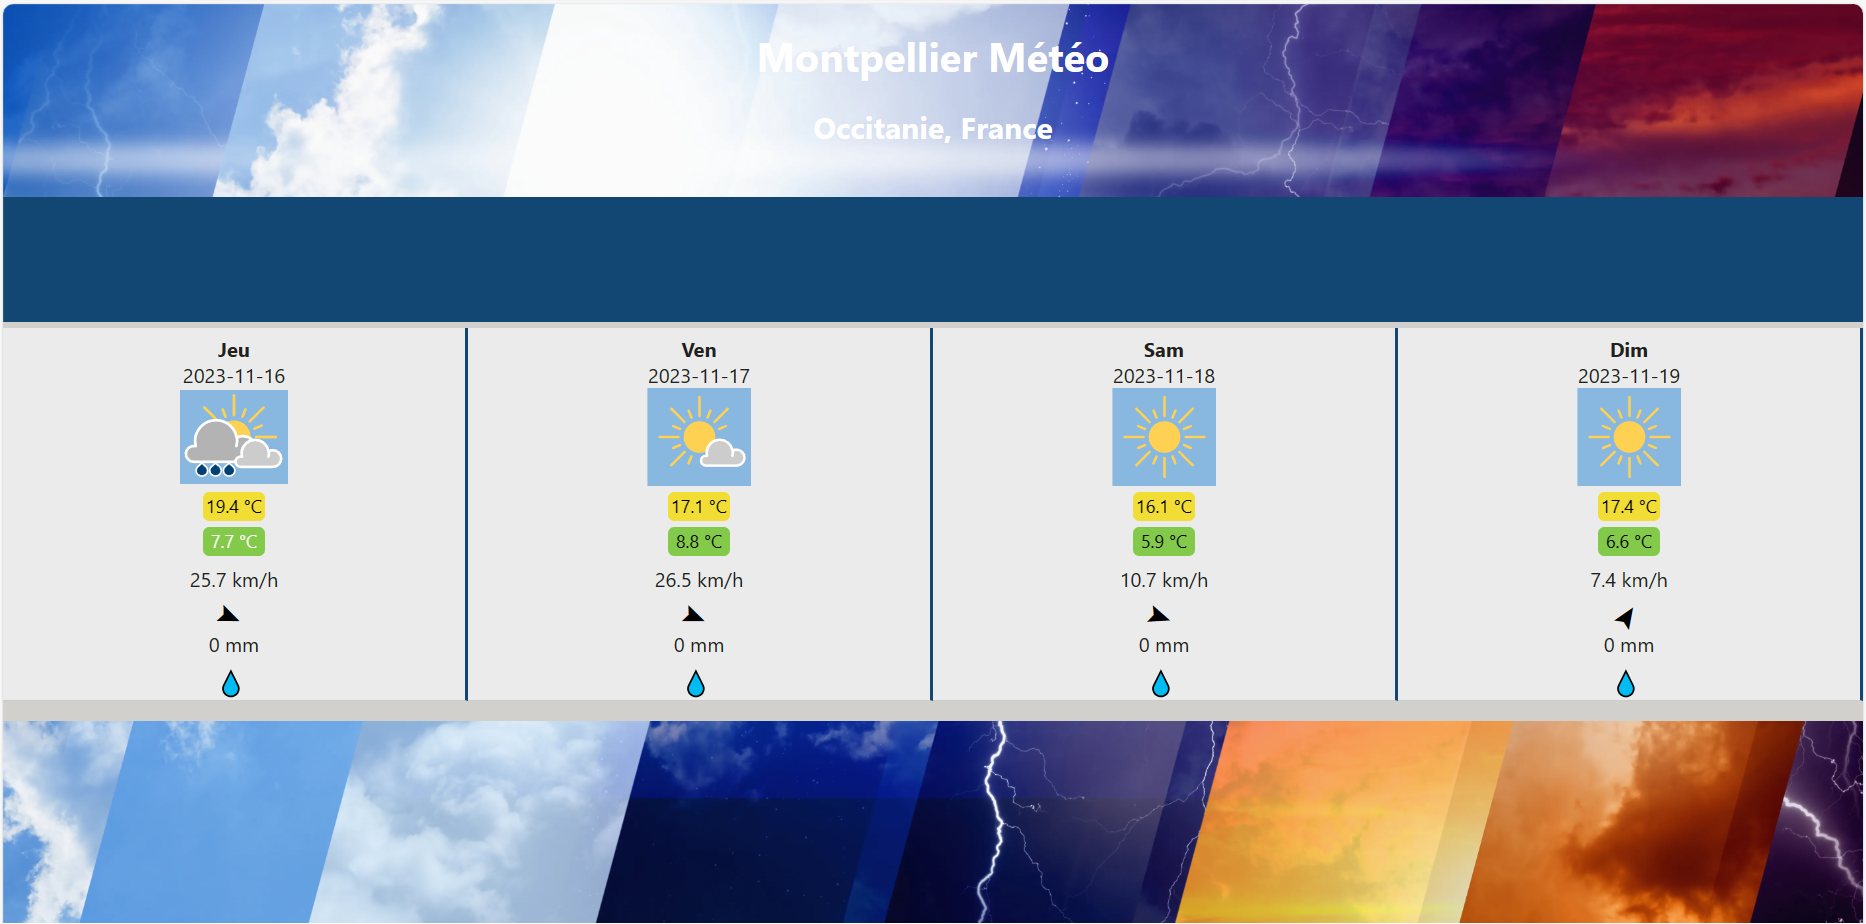 Montpellier Météo
Occitanie, France
Jeu
2023-11-16
19.4 °C
7.7 °C
25.7 km/h
0 mm
Ven
2023-11-17
17.1 °C
8.8 °C
26.5 km/h
0 mm
Sam
2023-11-18
16.1 °C
5.9 °C
10.7 km/h
0 mm
Dim
2023-11-19
17.4 °C
6.6 °C
7.4 km/h
0 mm